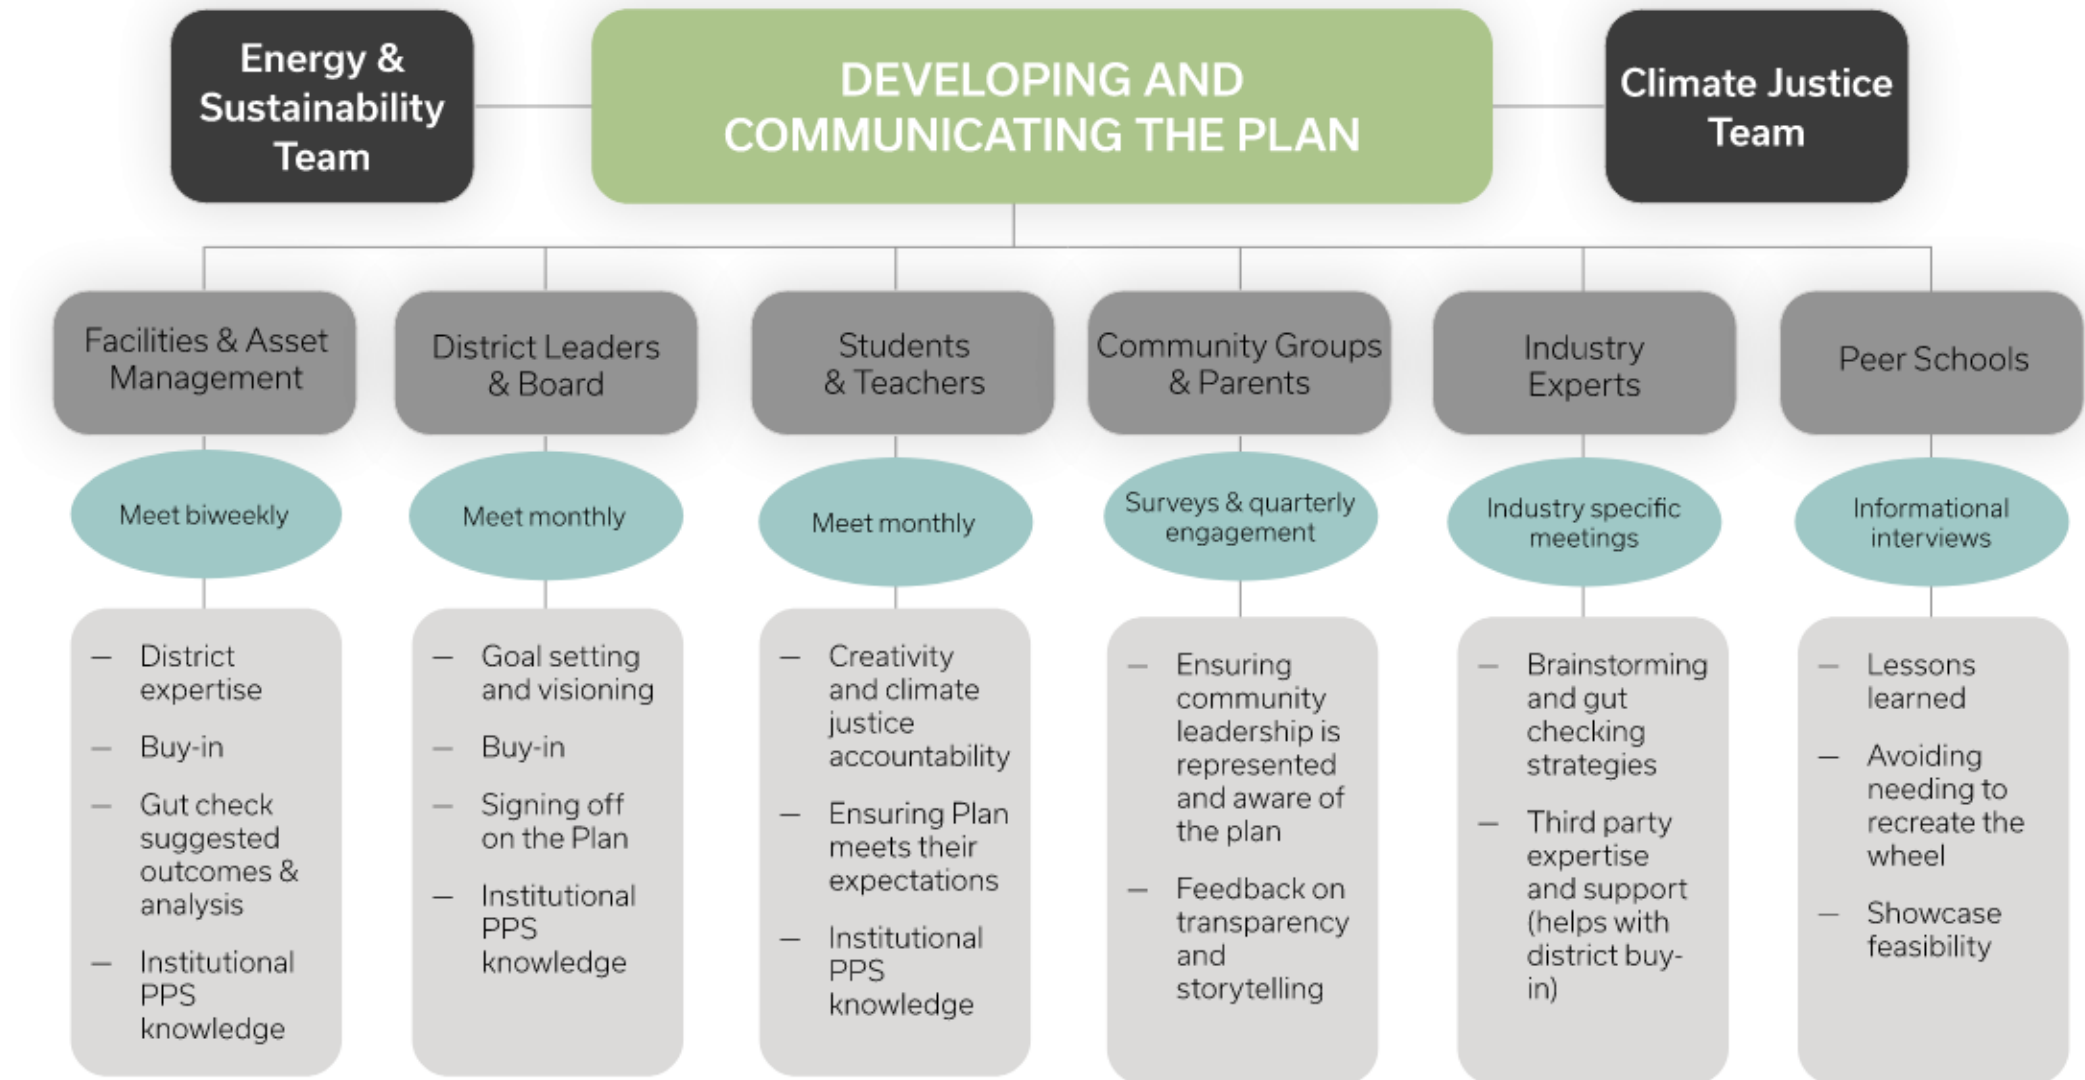 Energy &
Sustainability
Team
DEVELOPING AND
COMMUNICATING THE PLAN
Climate Justice
Team
Facilities & Asset
Management
District Leaders
& Board
Students
& Teachers
Community Groups
& Parents
Industry
Experts
Peer Schools
Meet biweekly
Meet monthly
Meet monthly
Surveys & quarterly
engagement
Industry specific
meetings
Informational
interviews
— District
expertise
— Buy-in
— Gut check
suggested
outcomes &
analysis
— Institutional
PPS
knowledge
— Goal setting
and visioning
— Buy-in
— Signing off
on the Plan
— Institutional
PPS
knowledge
— Creativity
and climate
justice
accountability
— Ensuring Plan
meets their
expectations
— Institutional
PPS
knowledge
— Ensuring
community
leadership is
represented
and aware of
the plan
— Feedback on
transparency
and
storytelling
— Brainstorming
and gut
checking
strategies
— Third party
expertise
and support
(helps with
district buy-
in)
— Lessons
learned
— Avoiding
needing to
recreate the
wheel
— Showcase
feasibility